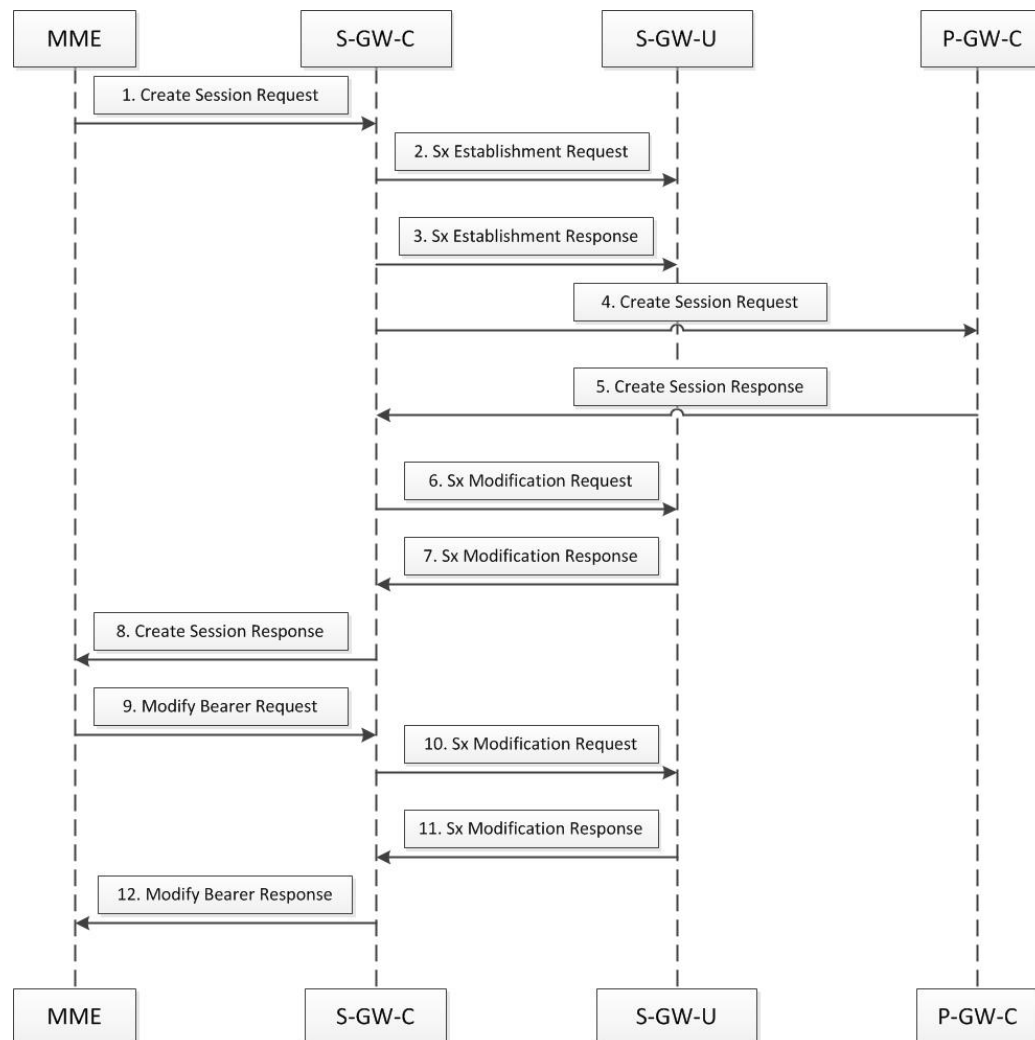 MME
S-GW-C
S-GW-U
P-GW-C
1. Create Session Request
2. Sx Establishment Request
3. Sx Establishment Response
4. Create Session Request
5. Create Session Response
6. Sx Modification Request
7. Sx Modification Response
8. Create Session Response
9. Modify Bearer Request
10. Sx Modification Request
11. Sx Modification Response
12. Modify Bearer Response
MME
S-GW-C
S-GW-U
P-GW-C